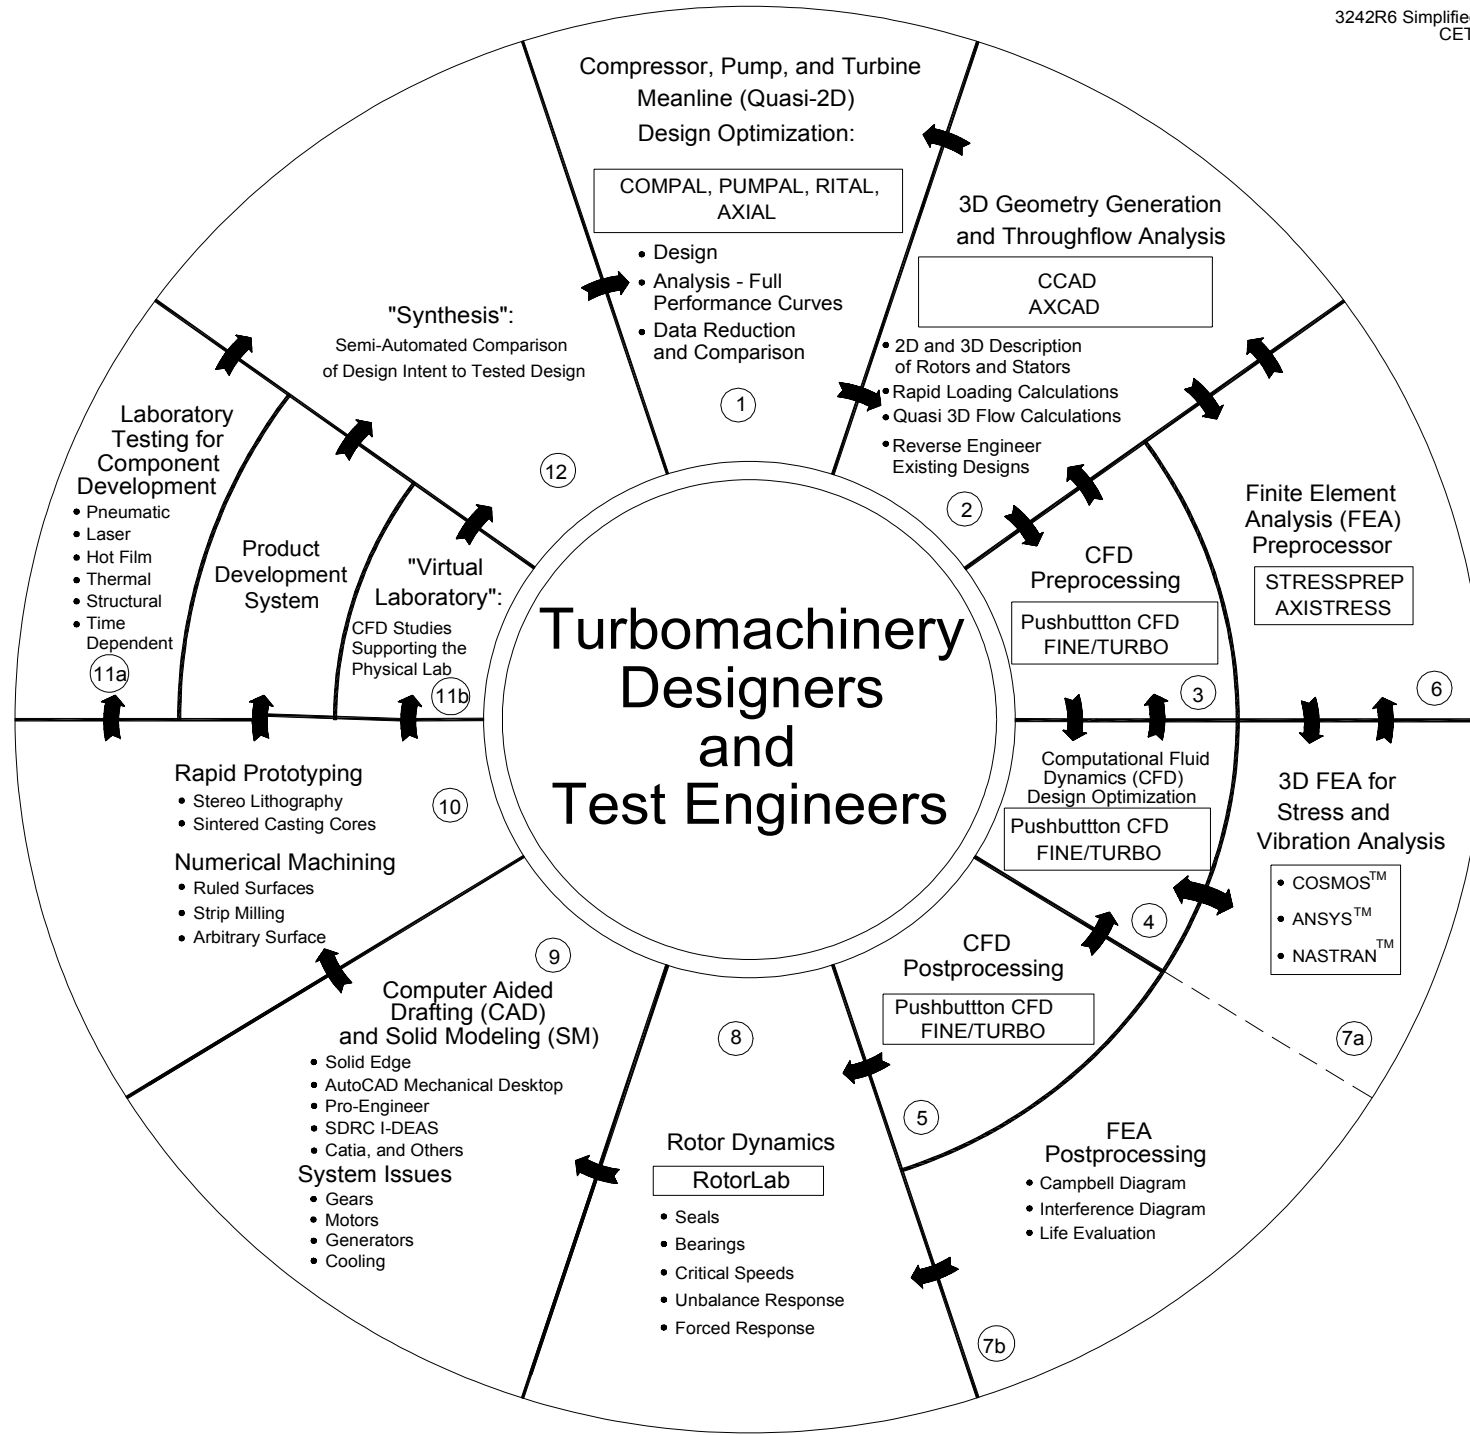 3242R6 Simplifie
CET
Compressor, Pump, and Turbine
Meanline (Quasi-2D)
Design Optimization:
COMPAL, PUMPAL, RITAL,
AXIAL
• Design
• Analysis - Full
Performance Curves
• Data Reduction
and Comparison
1
3D Geometry Generation
and Throughflow Analysis
CCAD
AXCAD
• 2D and 3D Description
of Rotors and Stators
• Rapid Loading Calculations
• Quasi 3D Flow Calculations
• Reverse Engineer
Existing Designs
2
CFD
Preprocessing
Pushbuttton CFD
FINE/TURBO
3
Computational Fluid
Dynamics (CFD)
Design Optimization
Pushbuttton CFD
FINE/TURBO
4
CFD
Postprocessing
Pushbuttton CFD
FINE/TURBO
5
Finite Element
Analysis (FEA)
Preprocessor
STRESSPREP
AXISTRESS
6
3D FEA for
Stress and
Vibration Analysis
• COSMOS™
• ANSYS™
• NASTRAN™
7a
FEA
Postprocessing
• Campbell Diagram
• Interference Diagram
• Life Evaluation
7b
8
Rotor Dynamics
RotorLab
• Seals
• Bearings
• Critical Speeds
• Unbalance Response
• Forced Response
9
Computer Aided
Drafting (CAD)
and Solid Modeling (SM)
• Solid Edge
• AutoCAD Mechanical Desktop
• Pro-Engineer
• SDRC I-DEAS
• Catia, and Others
System Issues
• Gears
• Motors
• Generators
• Cooling
10
Rapid Prototyping
• Stereo Lithography
• Sintered Casting Cores
Numerical Machining
• Ruled Surfaces
• Strip Milling
• Arbitrary Surface
Laboratory
Testing for
Component
Development
• Pneumatic
• Laser
• Hot Film
• Thermal
• Structural
• Time
Dependent
11a
Product
Development
System
"Virtual
Laboratory":
CFD Studies
Supporting the
Physical Lab
11b
"Synthesis":
Semi-Automated Comparison
of Design Intent to Tested Design
12
Turbomachinery
Designers
and
Test Engineers